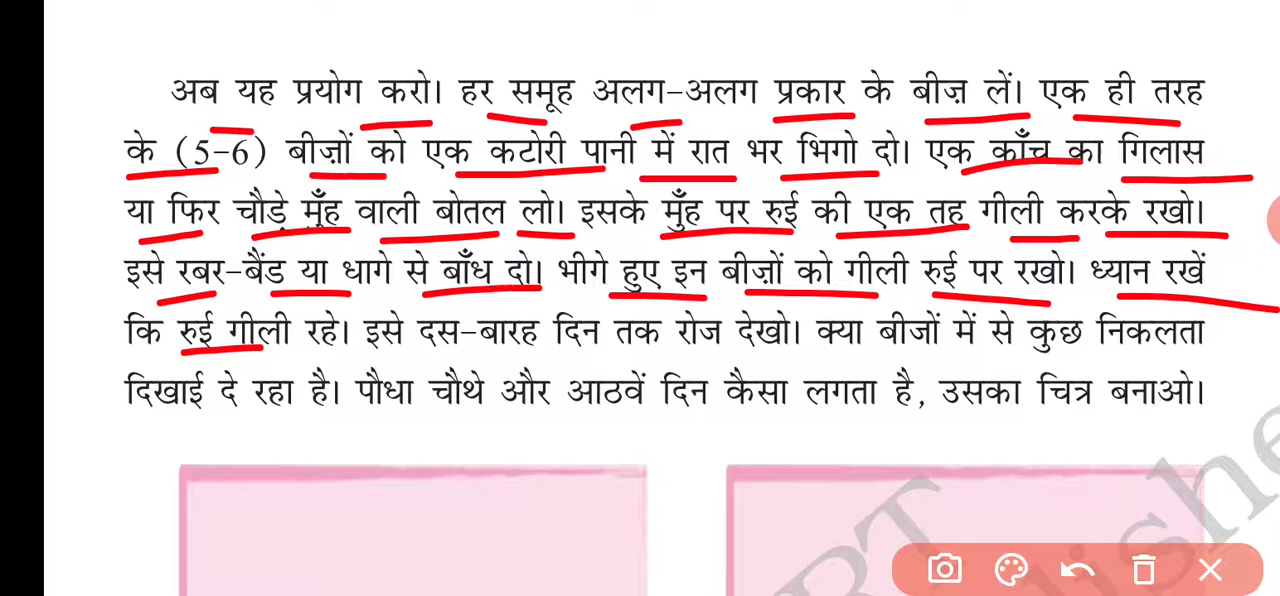 अब यह प्रयोग करो। हर समूह अलग-अलग प्रकार के बीज़ लें। एक ही तरह
के (5-6) बीज़ों को एक कटोरी पानी में रात भर भिगो दो। एक काँच का गिलास
या फिर चौड़े मुँह वाली बोतल लो। इसके मुँह पर रुई की एक तह गीली करके रखो।
इसे रबर-बैंड या धागे से बाँध दो। भीगे हुए इन बीज़ों को गीली रुई पर रखो। ध्यान रखें
कि रुई गीली रहे। इसे दस-बारह दिन तक रोज देखो। क्या बीजों में से कुछ निकलता
दिखाई दे रहा है। पौधा चौथे और आठवें दिन कैसा लगता है, उसका चित्र बनाओ।